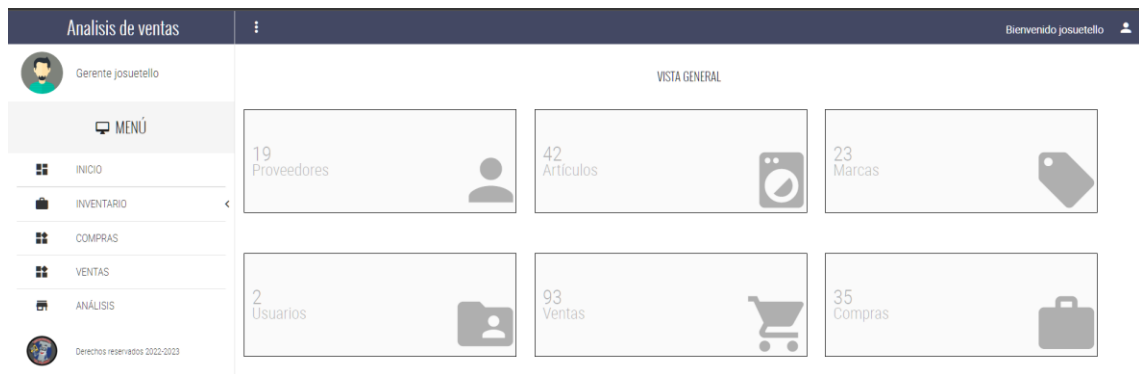 Analisis de ventas
Bienvenido josuetello
Gerente josuetello
MENÚ
INICIO
INVENTARIO
COMPRAS
VENTAS
ANÁLISIS
Derechos reservados 2022-2023
VISTA GENERAL
19
Proveedores
42
Artículos
23
Marcas
2
Usuarios
93
Ventas
35
Compras